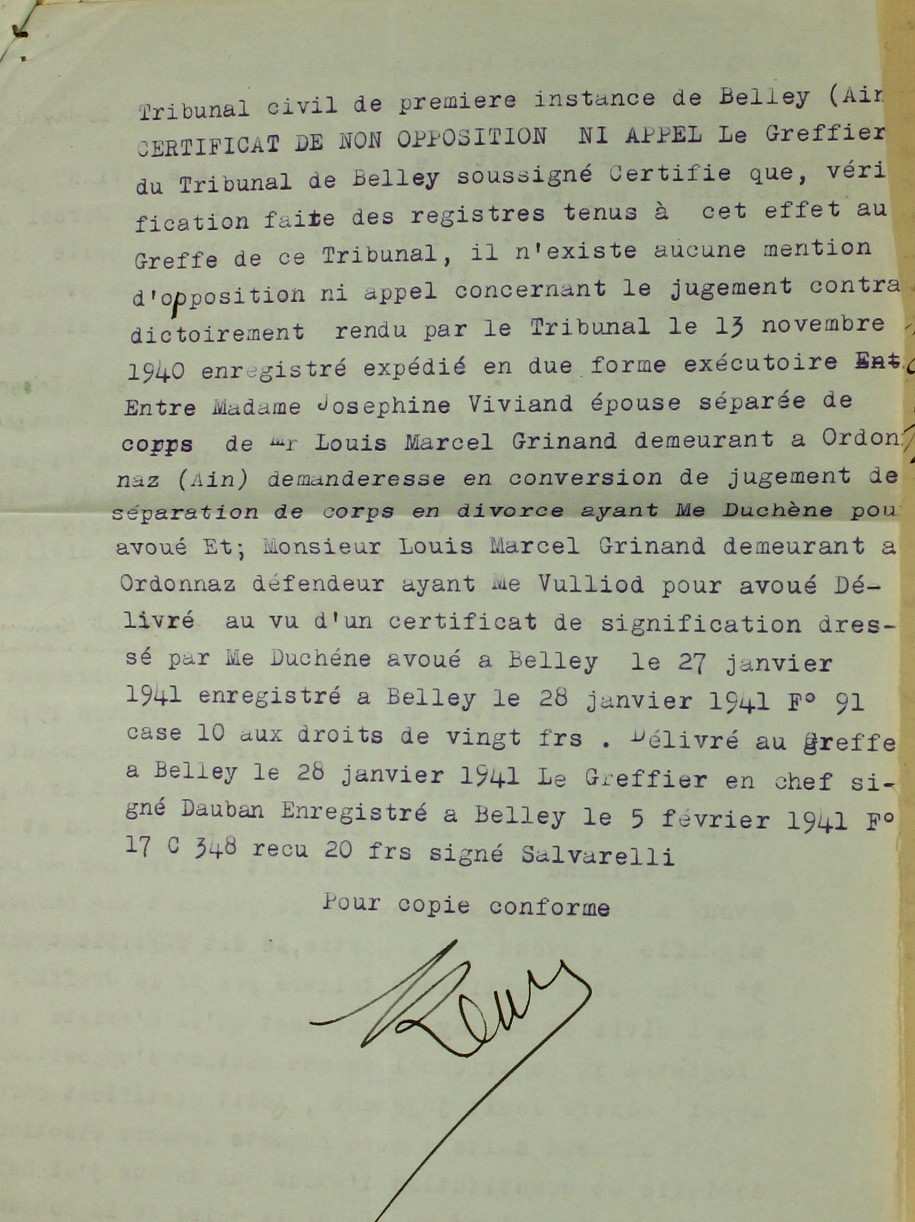 Tribunal civil de premiere instance de Belley (Ain
CERTIFICAT DE NON OPPOSITION NI APPEL Le Greffier
du Tribunal de Belley soussigné Certifie que, véri
fication faite des registres tenus à cet effet au
Greffe de ce Tribunal, il n'existe aucune mention
d'opposition ni appel concernant le jugement contra
dictoirement rendu par le Tribunal le 13 novembre
1940 enregistré expédié en due forme exécutoire Ent
Entre Madame Josephine Viviand épouse séparée de
corps de Mr Louis Marcel Grinand demeurant a Ordon
naz (Ain) demanderesse en conversion de jugement de
séparation de corps en divorce ayant Me Duchène pou
avoué Et; Monsieur Louis Marcel Grinand demeurant a
Ordonnaz défendeur ayant Me Vulliod pour avoué Dé-
livré au vu d'un certificat de signification dres-
sé par Me Duchéne avoué a Belley le 27 janvier
1941 enregistré a Belley le 28 janvier 1941 F° 91
case 10 aux droits de vingt frs . Délivré au greffe
a Belley le 28 janvier 1941 Le Greffier en chef si-
gné Dauban Enregistré a Belley le 5 février 1941 F°
17 C 348 recu 20 frs signé Salvarelli
Pour copie conforme